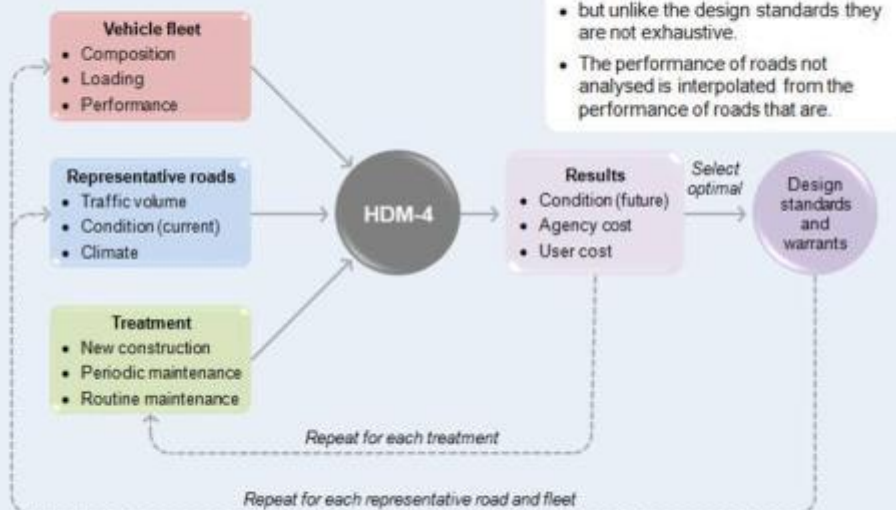 • but unlike the design standards they
are not exhaustive.
• The performance of roads not
analysed is interpolated from the
performance of roads that are.
Vehicle fleet
• Composition
• Loading
• Performance
Representative roads
• Traffic volume
• Condition (current)
• Climate
Treatment
• New construction
• Periodic maintenance
• Routine maintenance
HDM-4
Results
• Condition (future)
• Agency cost
• User cost
Select
optimal
Design
standards
and
warrants
Repeat for each treatment
Repeat for each representative road and fleet